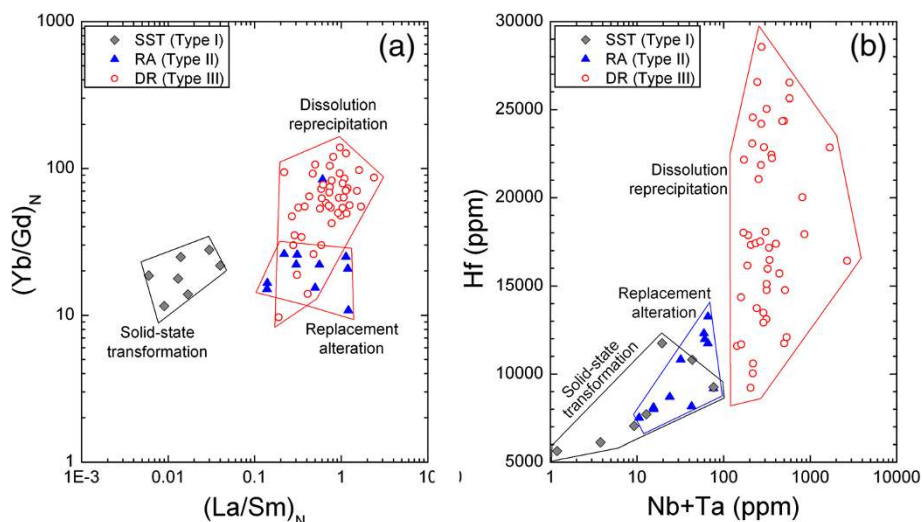 (a)
SST (Type I)
RA (Type II)
DR (Type III)
Dissolution
reprecipitation
Solid-state
transformation
Replacement
alteration
1000
100
10
1
(Yb/Gd)N
1E-3
0.01
0.1
1
10
(La/Sm)N
(b)
SST (Type I)
RA (Type II)
DR (Type III)
Dissolution
reprecipitation
Replacement
alteration
Solid-state
transformation
30000
25000
20000
15000
10000
5000
Hf (ppm)
1
10
100
1000
10000
Nb+Ta (ppm)